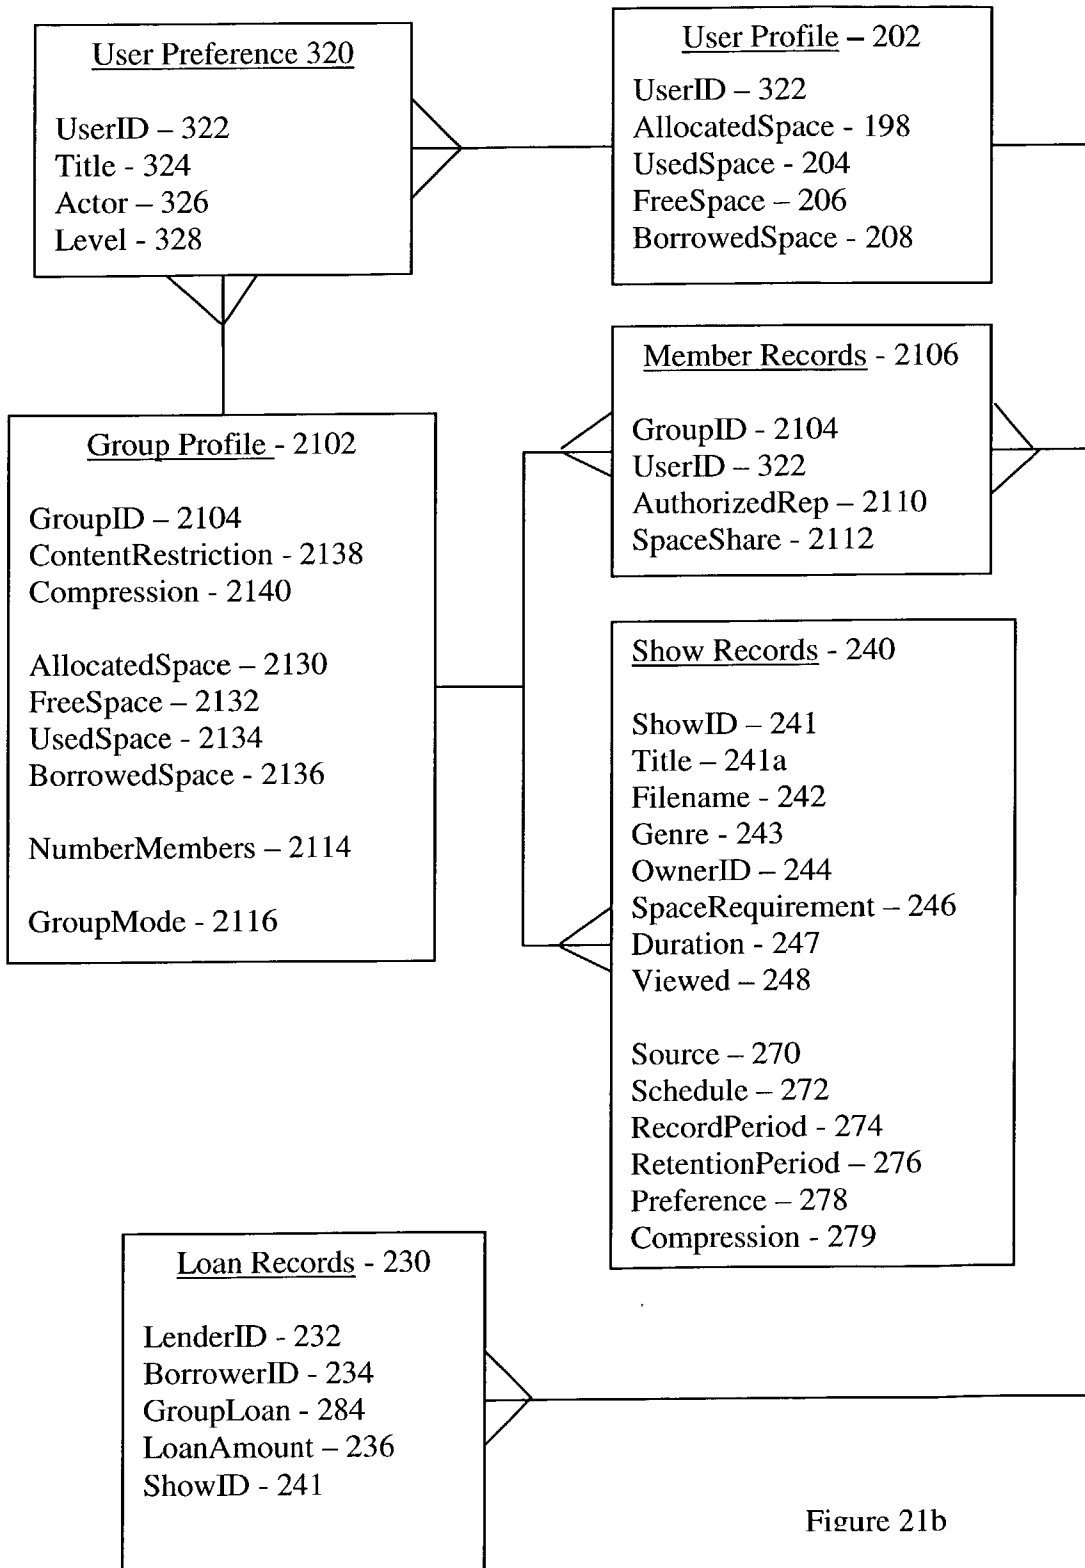 User Preference 320
UserID – 322
Title - 324
Actor – 326
Level - 328
User Profile – 202
UserID – 322
AllocatedSpace - 198
UsedSpace - 204
FreeSpace – 206
BorrowedSpace - 208
Member Records - 2106
GroupID - 2104
UserID - 322
AuthorizedRep – 2110
SpaceShare - 2112
Group Profile - 2102
GroupID – 2104
ContentRestriction - 2138
Compression - 2140
AllocatedSpace – 2130
FreeSpace – 2132
UsedSpace - 2134
BorrowedSpace - 2136
NumberMembers – 2114
GroupMode - 2116
Show Records - 240
ShowID – 241
Title – 241a
Filename - 242
Genre - 243
OwnerID – 244
SpaceRequirement – 246
Duration - 247
Viewed – 248
Source – 270
Schedule – 272
RecordPeriod - 274
RetentionPeriod – 276
Preference – 278
Compression - 279
Loan Records - 230
LenderID - 232
BorrowerID - 234
GroupLoan - 284
LoanAmount – 236
ShowID - 241
Figure 21b